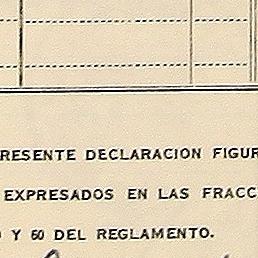 RESENTE DECLARACION FIGUR
EXPRESADOS EN LAS FRACC
Y 60 DEL REGLAMENTO.